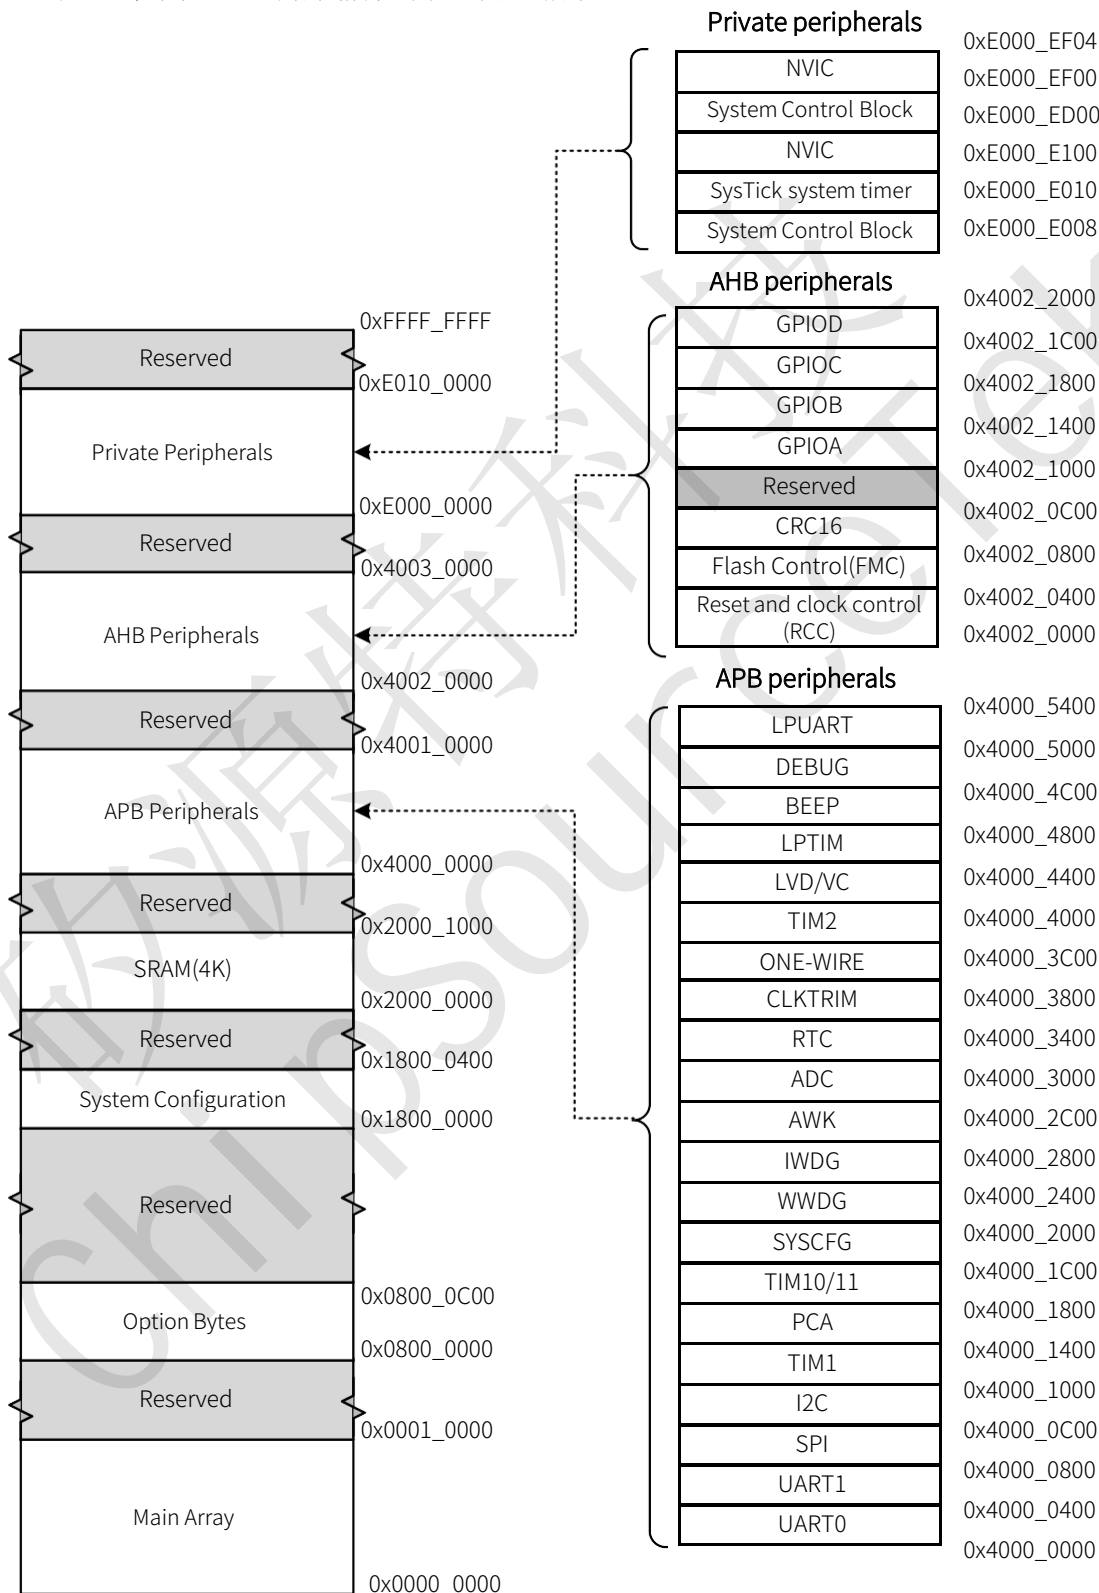 Private peripherals
0xE000_EF04
NVIC
0xE000_EF00
System Control Block
0xE000_ED00
NVIC
0xE000_E100
SysTick system timer
0xE000_E010
System Control Block
0xE000_E008
AHB peripherals
0x4002_2000
GPIOD
0x4002_1C00
GPIOC
0x4002_1800
GPIOB
0x4002_1400
GPIOA
0x4002_1000
Reserved
0x4002_0C00
CRC16
0x4002_0800
Flash Control(FMC)
0x4002_0400
Reset and clock control
(RCC)
0x4002_0000
APB peripherals
0x4000_5400
LPUART
0x4000_5000
DEBUG
0x4000_4C00
BEEP
0x4000_4800
LPTIM
0x4000_4400
LVD/VC
0x4000_4000
TIM2
0x4000_3C00
ONE-WIRE
0x4000_3800
CLKTRIM
0x4000_3400
RTC
0x4000_3000
ADC
0x4000_2C00
AWK
0x4000_2800
IWDG
0x4000_2400
WWDG
0x4000_2000
SYSCFG
0x4000_1C00
TIM10/11
0x4000_1800
PCA
0x4000_1400
TIM1
0x4000_1000
I2C
0x4000_0C00
SPI
0x4000_0800
UART1
0x4000_0400
UART0
0x4000_0000
0xFFFF_FFFF
Reserved
0xE010_0000
Private Peripherals
0xE000_0000
Reserved
0x4003_0000
AHB Peripherals
0x4002_0000
Reserved
0x4001_0000
APB Peripherals
0x4000_0000
Reserved
0x2000_1000
SRAM(4K)
0x2000_0000
Reserved
0x1800_0400
System Configuration
0x1800_0000
Reserved
0x0800_0C00
Option Bytes
0x0800_0000
Reserved
0x0001_0000
Main Array
0x0000_0000
矽源特科技
ChipSourceTek